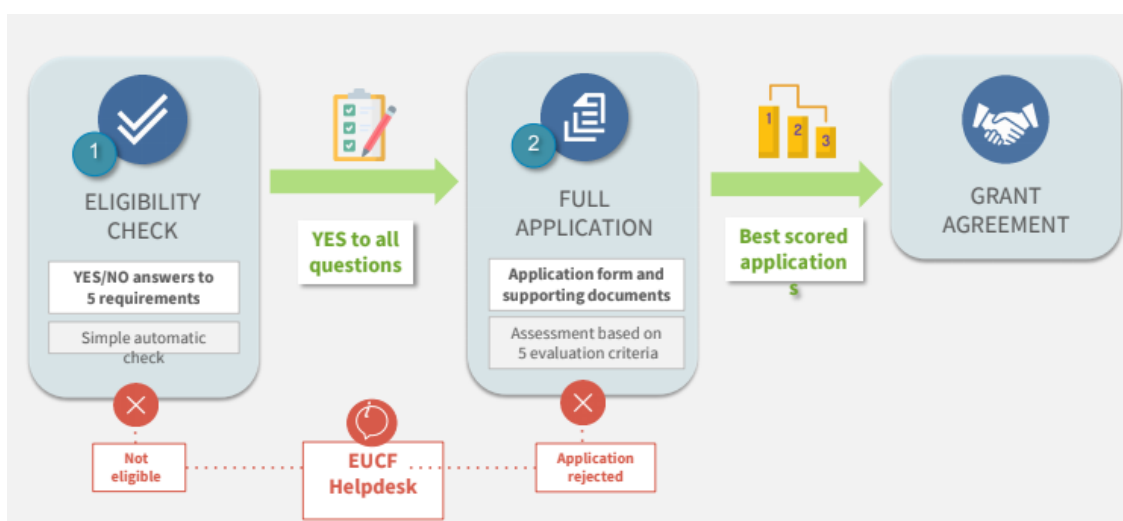 1
ELIGIBILITY
CHECK
YES/NO answers to
5 requirements
Simple automatic
check
YES to all
questions
2
FULL
APPLICATION
Application form and
supporting documents
Assessment based on
5 evaluation criteria
1
2
3
Best scored
application
s
GRANT
AGREEMENT
Not
eligible
EUCF
Helpdesk
Application
rejected